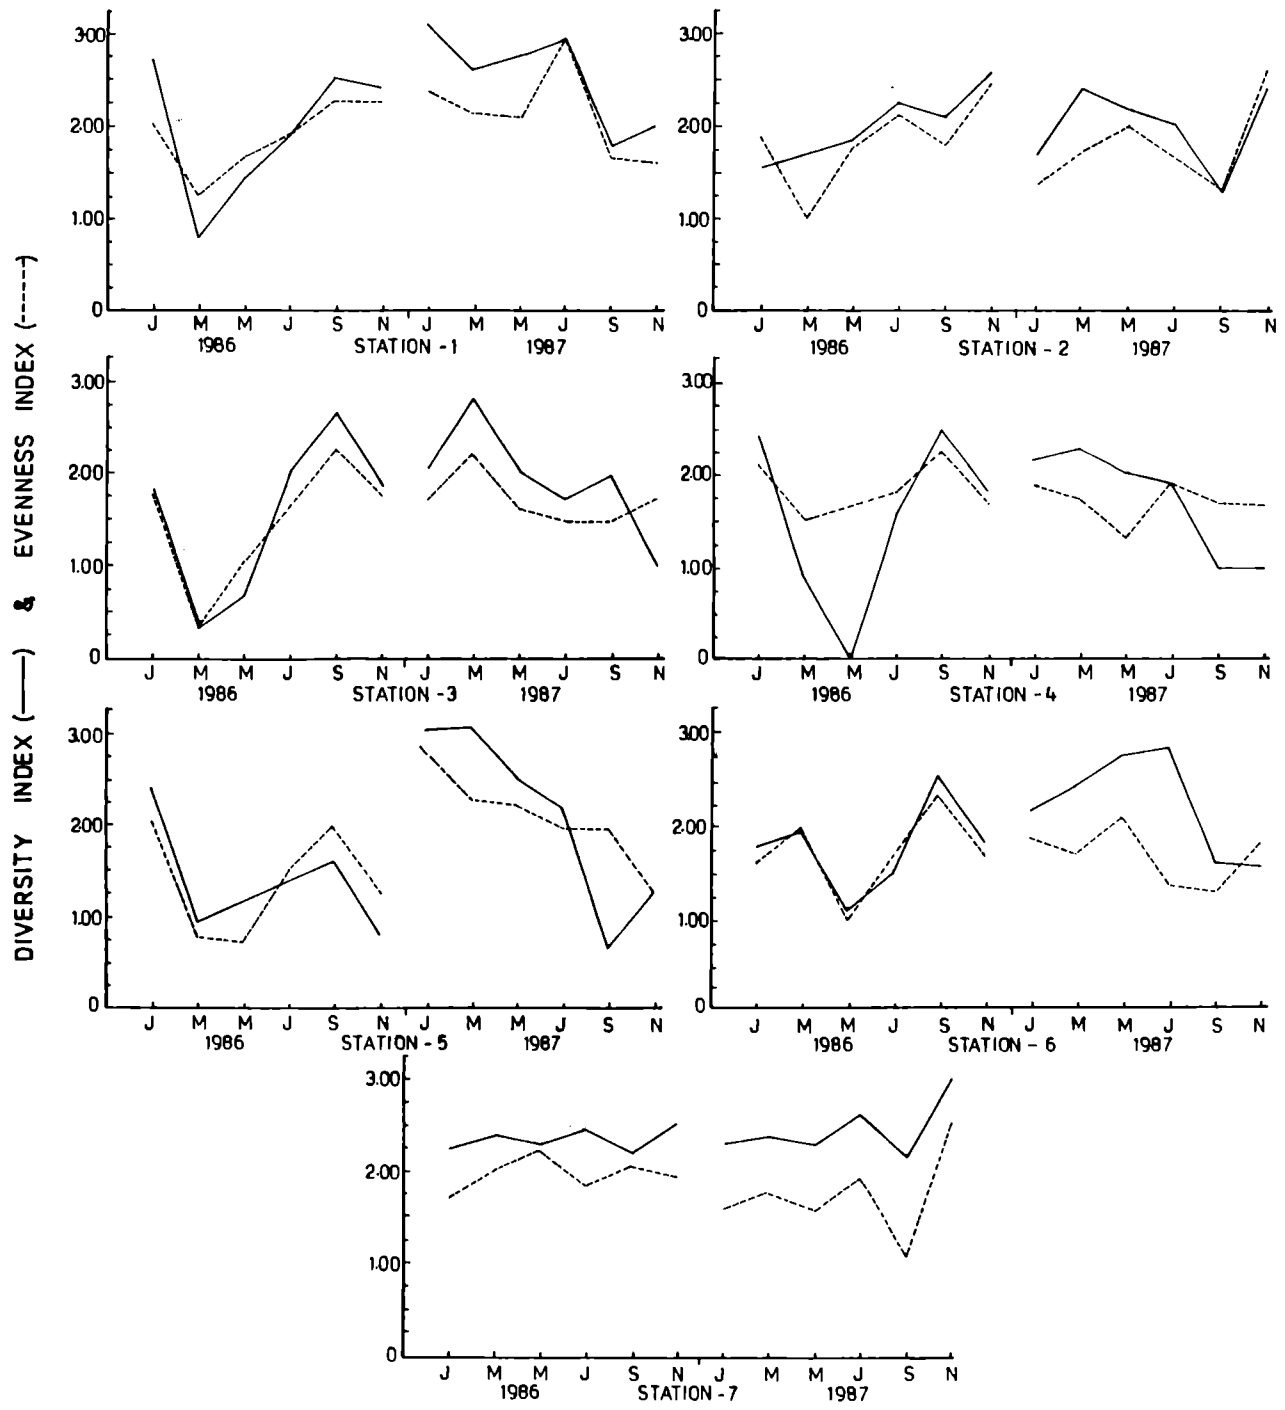 DIVERSITY INDEX (——) & EVENNESS INDEX (-----)
3.00
2.00
1.00
0
J M M J S N J M M J S N
1986 STATION-1 1987
3.00
2.00
1.00
0
J M M J S N J M M J S N
1986 STATION-2 1987
3.00
2.00
1.00
0
J M M J S N J M M J S N
1986 STATION-3 1987
3.00
2.00
1.00
0
J M M J S N J M M J S N
1986 STATION-4 1987
3.00
2.00
1.00
0
J M M J S N J M M J S N
1986 STATION-5 1987
3.00
2.00
1.00
0
J M M J S N J M M J S N
1986 STATION-6 1987
3.00
2.00
1.00
0
J M M J S N J M M J S N
1986 STATION-7 1987